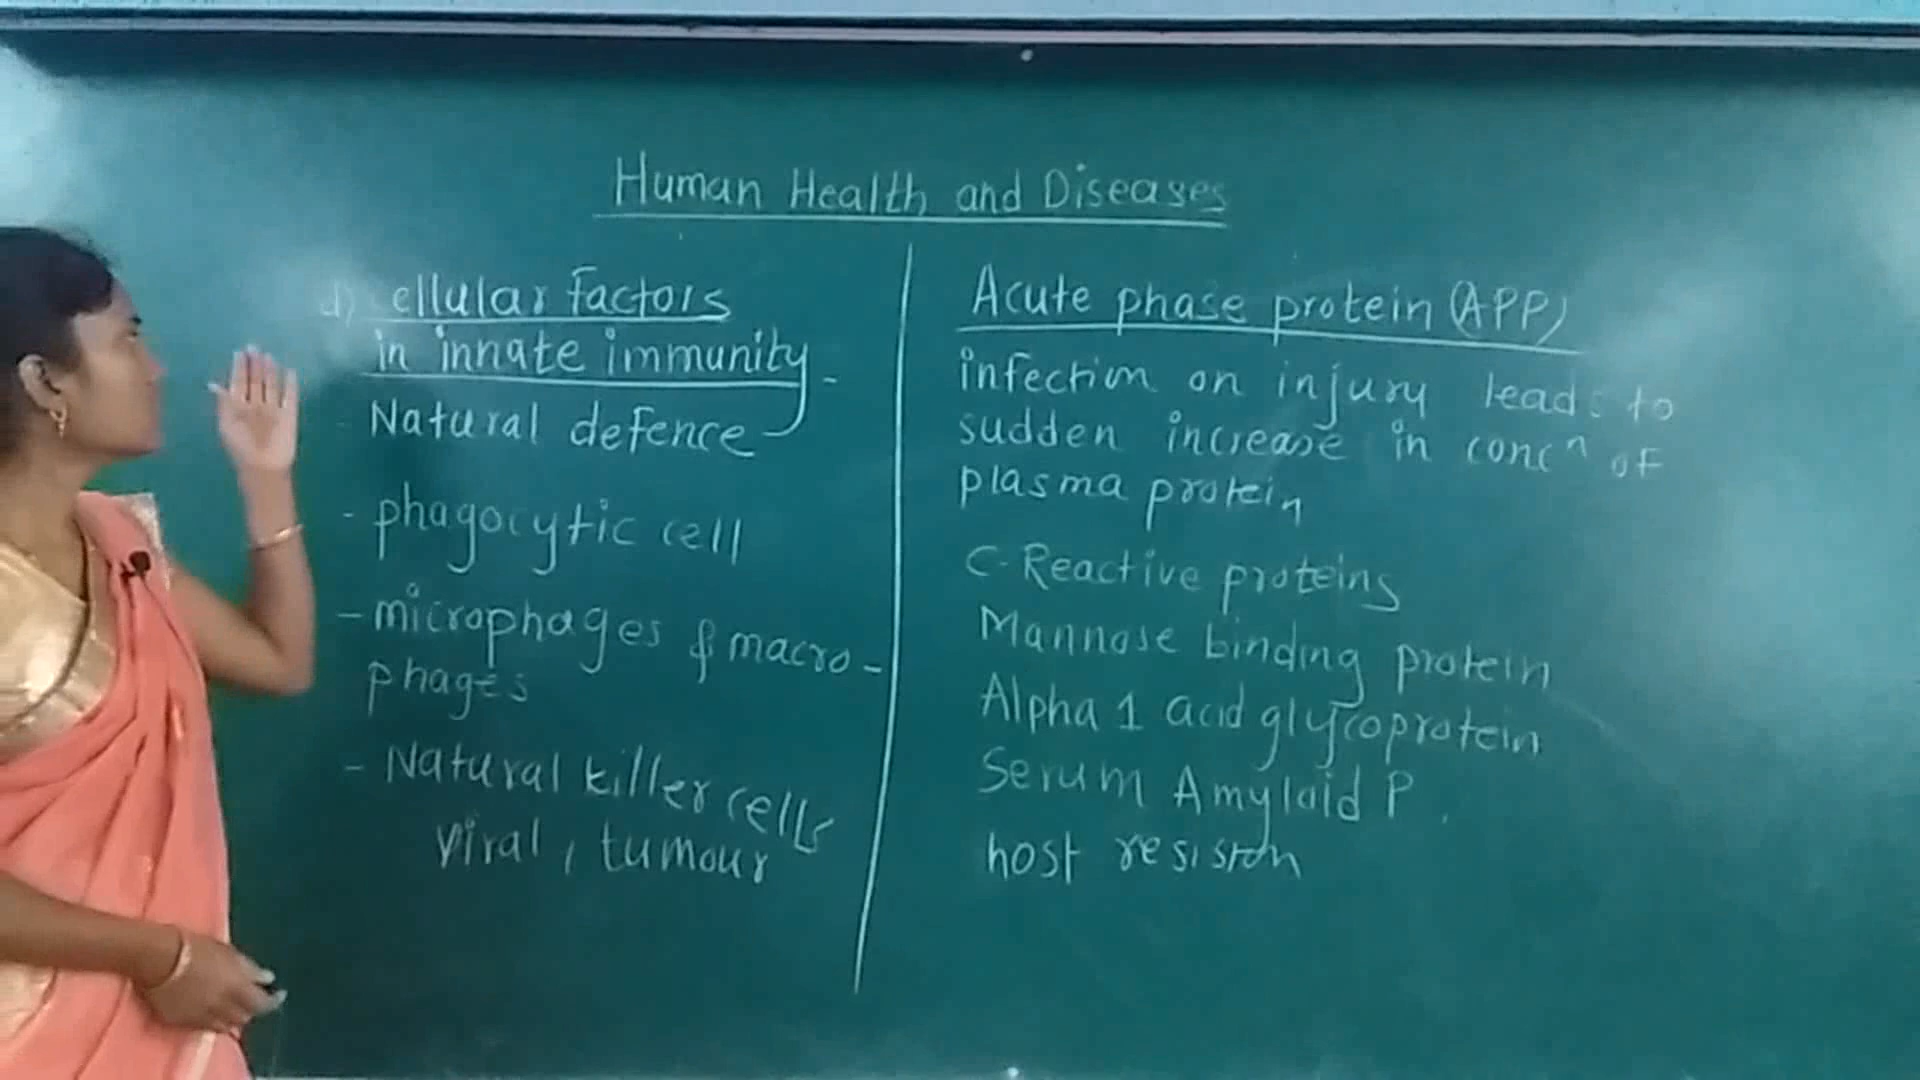 Human Health and Diseases
d) Cellular factors
in innate immunity -
- Natural defence
- phagocytic cell
- microphages & macro-
phages
- Natural killer cells
viral, tumour
Acute phase protein (APP)
infection on injury leads to
sudden increase in concⁿ of
plasma protein
C-Reactive proteins
Mannose binding protein
Alpha 1 acid glycoprotein
Serum Amyloid P.
host resiston